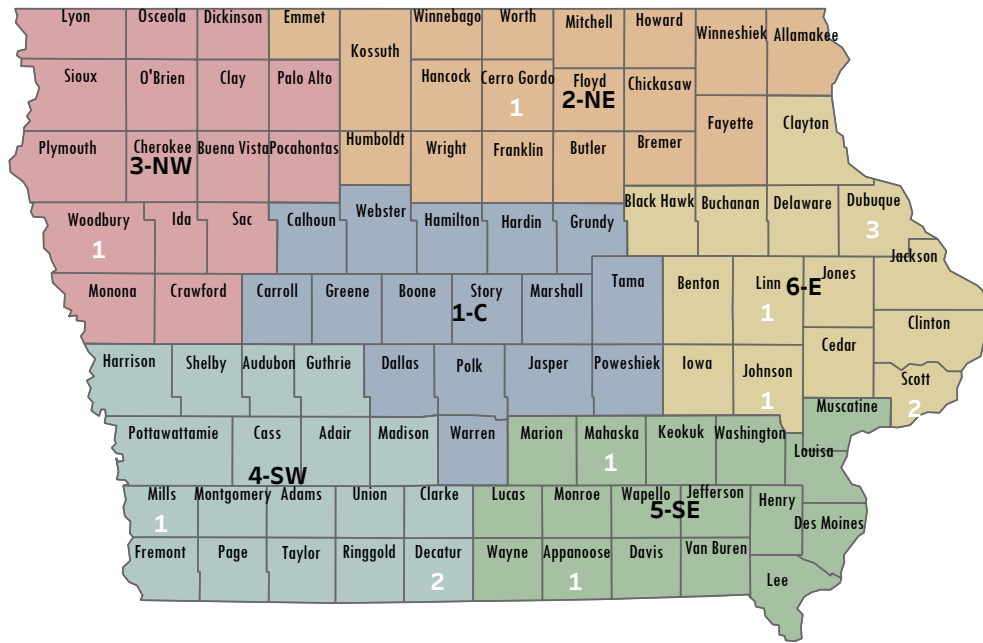 Lyon Osceola Dickinson Emmet Winnebago Worth Mitchell Howard Winneshiek Allamakee
Kossuth
Sioux O'Brien Clay Palo Alto Hancock Cerro Gordo Floyd Chickasaw
1 2-NE
Fayette Clayton
Plymouth Cherokee Buena Vista Pocahontas Humboldt Wright Franklin Butler Bremer
3-NW
Woodbury Ida Sac Calhoun Webster Hamilton Hardin Grundy Black Hawk Buchanan Delaware Dubuque
1 3
Jackson
Monona Crawford Carroll Greene Boone Story Marshall Tama Benton Linn Jones
1-C 1 6-E
Clinton
Harrison Shelby Audubon Guthrie Dallas Polk Jasper Poweshiek Iowa Johnson Cedar
1 Scott
2
Muscatine
Pottawattamie Cass Adair Madison Warren Marion Mahaska Keokuk Washington
1 Louisa
4-SW
Mills Montgomery Adams Union Clarke Lucas Monroe Wapello Jefferson Henry
1 5-SE
Des Moines
Fremont Page Taylor Ringgold Decatur Wayne Appanoose Davis Van Buren
2 1 Lee